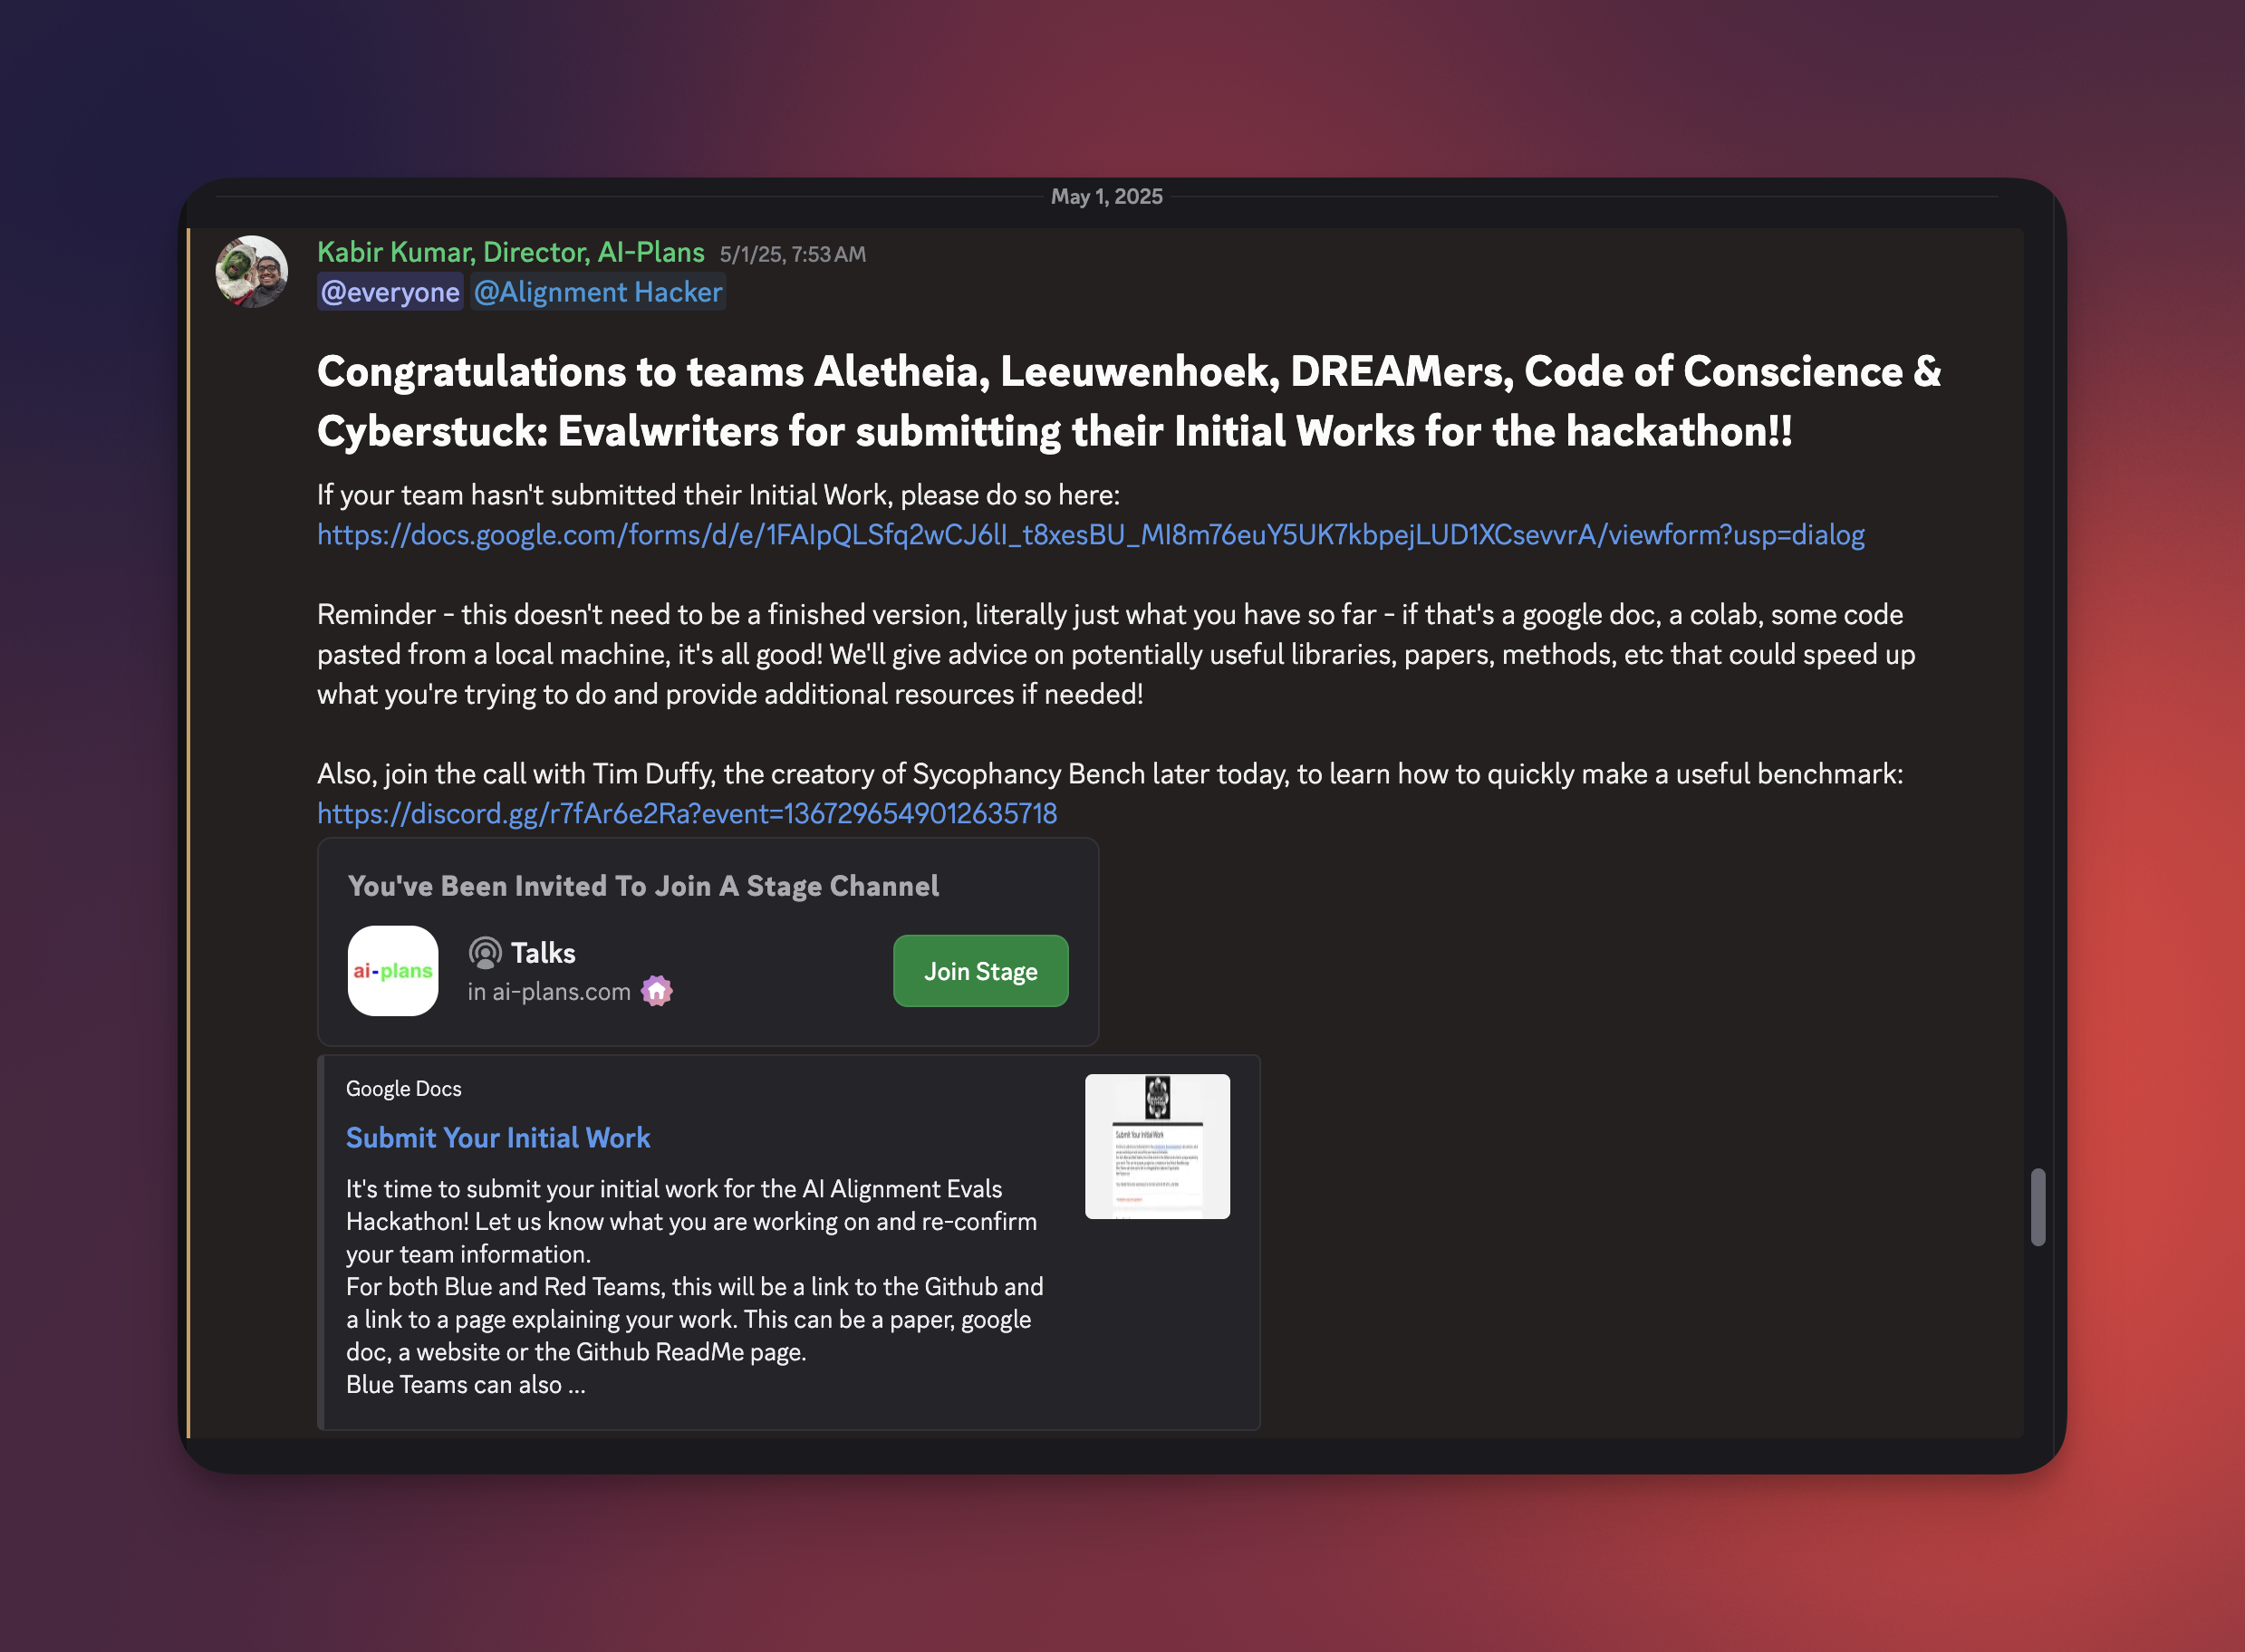 May 1, 2025
Kabir Kumar, Director, AI-Plans 5/1/25, 7:53 AM
@everyone @Alignment Hacker
Congratulations to teams Aletheia, Leeuwenhoek, DREAMers, Code of Conscience &
Cyberstuck: Evalwriters for submitting their Initial Works for the hackathon!!
If your team hasn't submitted their Initial Work, please do so here:
https://docs.google.com/forms/d/e/1FAIpQLSfq2wCJ6lI_t8xesBU_MI8m76euY5UK7kbpejLUD1XCsevvrA/viewform?usp=dialog
Reminder - this doesn't need to be a finished version, literally just what you have so far - if that's a google doc, a colab, some code
pasted from a local machine, it's all good! We'll give advice on potentially useful libraries, papers, methods, etc that could speed up
what you're trying to do and provide additional resources if needed!
Also, join the call with Tim Duffy, the creatory of Sycophancy Bench later today, to learn how to quickly make a useful benchmark:
https://discord.gg/r7fAr6e2Ra?event=1367296549012635718
You've Been Invited To Join A Stage Channel
ai-plans
Talks
in ai-plans.com
Join Stage
Google Docs
Submit Your Initial Work
It's time to submit your initial work for the AI Alignment Evals
Hackathon! Let us know what you are working on and re-confirm
your team information.
For both Blue and Red Teams, this will be a link to the Github and
a link to a page explaining your work. This can be a paper, google
doc, a website or the Github ReadMe page.
Blue Teams can also ...
Submit Your Initial Work